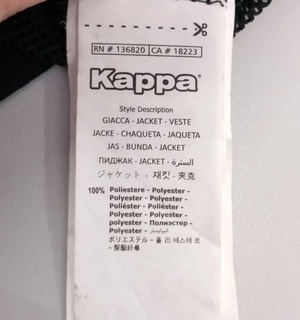 RN # 136820 | CA # 18223
Kappa
Style Description
GIACCA - JACKET - VESTE
JACKE - CHAQUETA - JAQUETA
JAS - BUNDA - JACKET
ПИДЖАК - JACKET - السترة
ジャケット - 재킷 - 夹克
100% Poliestere - Polyester -
Polyester - Polyester -
Poliéster - Poliéster -
Polyester - Polyester -
polyester - Полиэстер -
Polyester - البوليستر -
ポリエステル - 폴 리 에스테 르
- 聚酯纤维